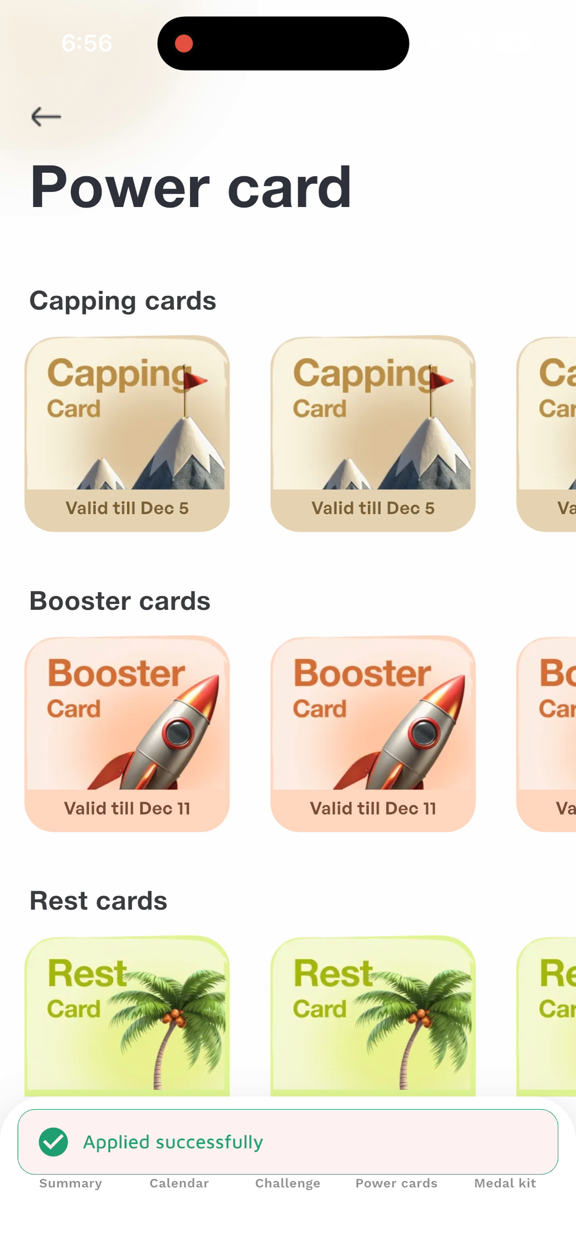 6:56
Power card
Capping cards
Capping
Card
Valid till Dec 5
Capping
Card
Valid till Dec 5
Booster cards
Booster
Card
Valid till Dec 11
Booster
Card
Valid till Dec 11
Rest cards
Rest
Card
Rest
Card
Applied successfully
Summary
Calendar
Challenge
Power cards
Medal kit